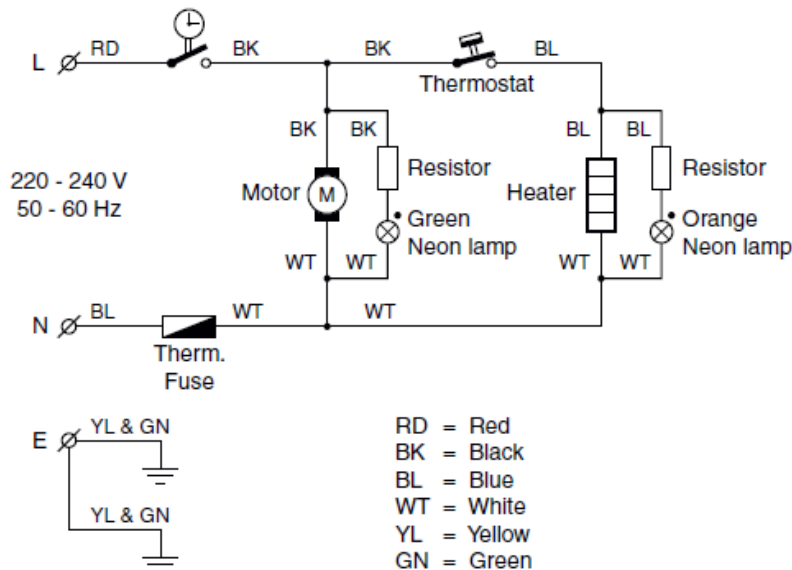 L RD BK BK BL
Thermostat
BK BK BL BL
220 - 240 V
50 - 60 Hz
Motor M Resistor
Heater Resistor
Green
Neon lamp
Orange
Neon lamp
WT WT WT WT
N BL WT WT
Therm.
Fuse
E YL & GN
YL & GN
RD = Red
BK = Black
BL = Blue
WT = White
YL = Yellow
GN = Green